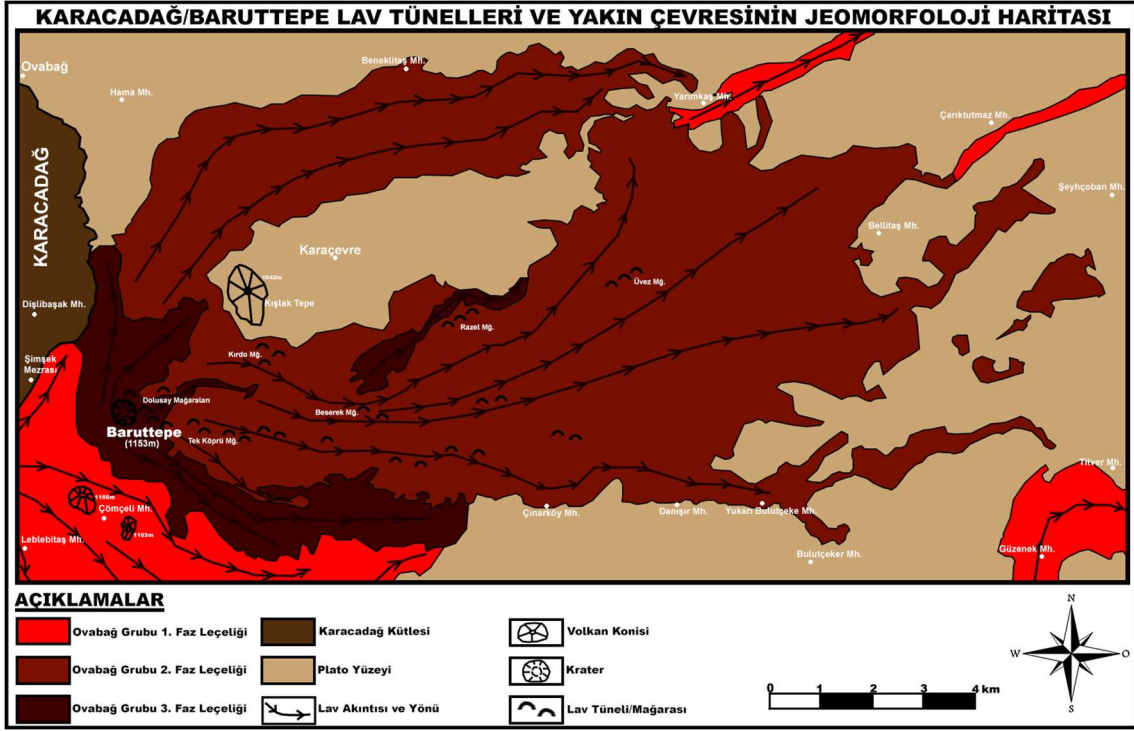 KARACADAĞ/BARUTTEPE LAV TÜNELLERİ VE YAKIN ÇEVRESİNİN JEOMORFOLOJİ HARİTASI
Ovabağ
Hama Mh.
Beneklitaş Mh.
Yarımkaş Mh.
Çarıktutmaz Mh.
Şeyhçoban Mh.
KARACADAĞ
Karaçevre
Bellitaş Mh.
1042m
Kışlak Tepe
Üvez Mğ.
Dişlibaşak Mh.
Razel Mğ.
Şimşek
Mezrası
Kırdo Mğ.
Dolusay Mağaraları
Beserek Mğ.
Baruttepe
(1153m)
Tek Köprü Mğ.
Tilver Mh.
1166m
Çömçeli Mh.
1103m
Çınarköy Mh.
Danışır Mh.
Yukarı Bulutçeke Mh.
Leblebitaş Mh.
Bulutçeker Mh.
Güzenek Mh.
AÇIKLAMALAR
Ovabağ Grubu 1. Faz Leçeliği
Karacadağ Kütlesi
Volkan Konisi
Ovabağ Grubu 2. Faz Leçeliği
Plato Yüzeyi
Krater
Ovabağ Grubu 3. Faz Leçeliği
Lav Akıntısı ve Yönü
Lav Tüneli/Mağarası
0 1 2 3 4 km
N
W O
S